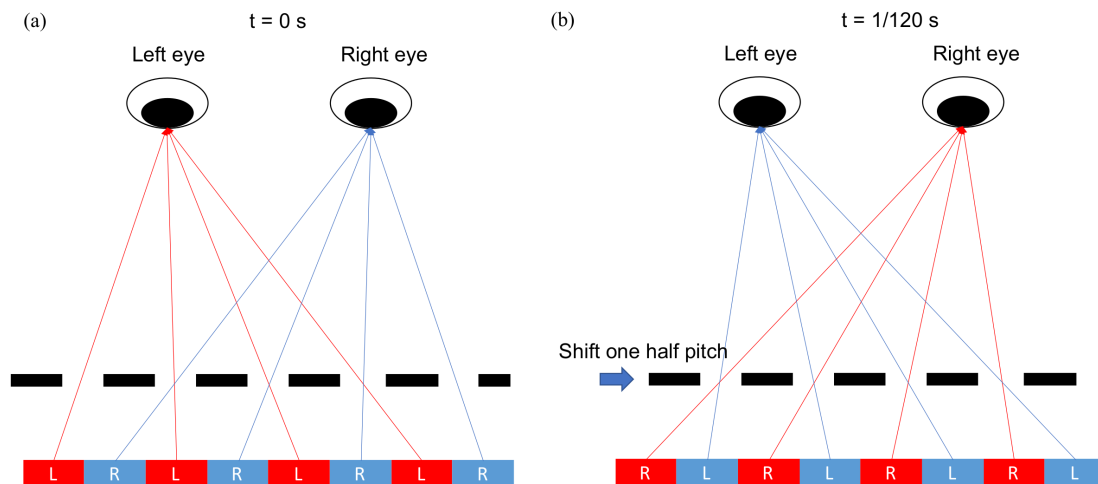 (a)
t = 0 s
Left eye
Right eye
L R L R L R L R
(b)
t = 1/120 s
Left eye
Right eye
Shift one half pitch
R L R L R L R L